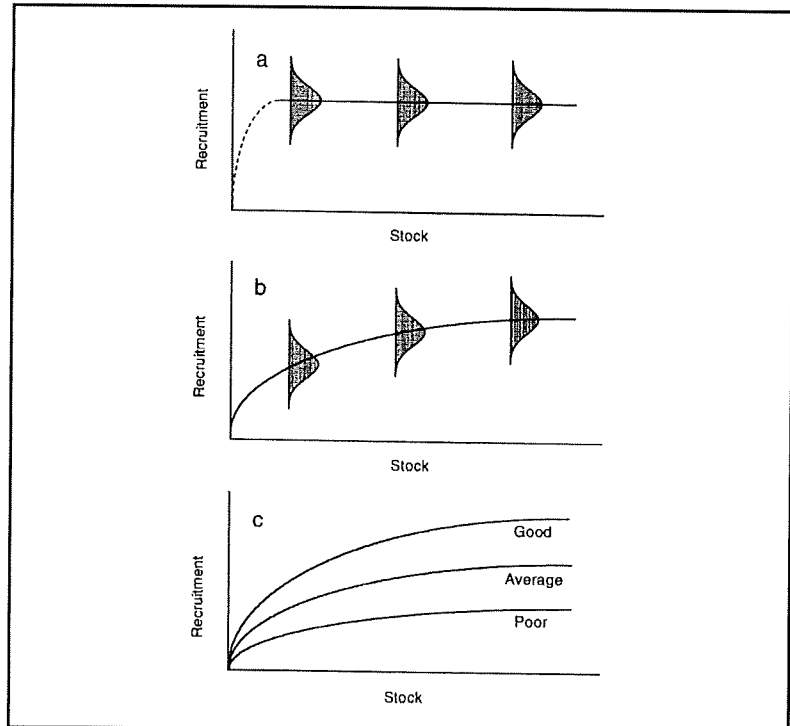 a
Recruitment
Stock
b
Recruitment
Stock
c
Good
Average
Poor
Recruitment
Stock